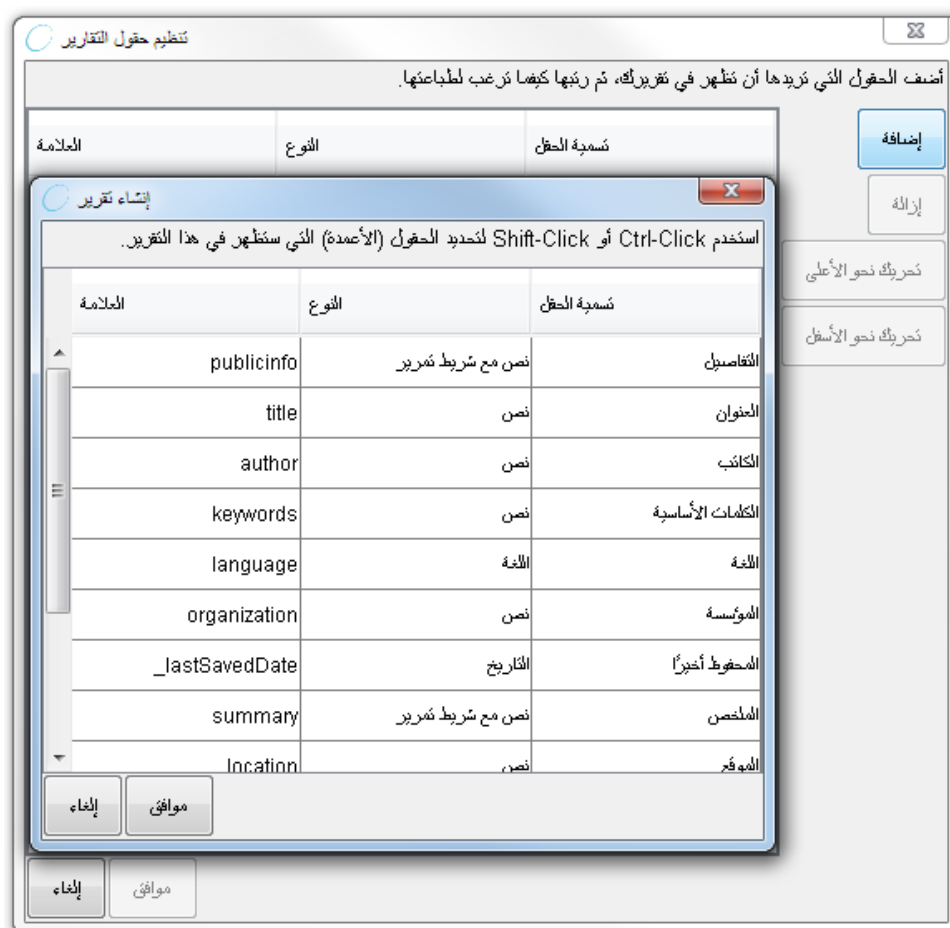 تنظيم حقول التقارير
أضف الحقول التي تريدها أن تظهر في تقريرك، ثم رتبها كيفما ترغب لطباعتها.
تسمية الحقل النوع العلامة
إضافة
إزالة
تحريك نحو الأعلى
تحريك نحو الأسفل
إنشاء تقرير
استخدم Ctrl-Click أو Shift-Click لتحديد الحقول (الأعمدة) التي ستظهر في هذا التقرير.
تسمية الحقل النوع العلامة
التفاصيل نص مع شريط تمرير publicinfo
العنوان نص title
الكاتب نص author
الكلمات الأساسية نص keywords
اللغة اللغة language
المؤسسة نص organization
المحفوظ أخيرًا التاريخ _lastSavedDate
الملخص نص مع شريط تمرير summary
الموقع نص location
موافق إلغاء
موافق إلغاء